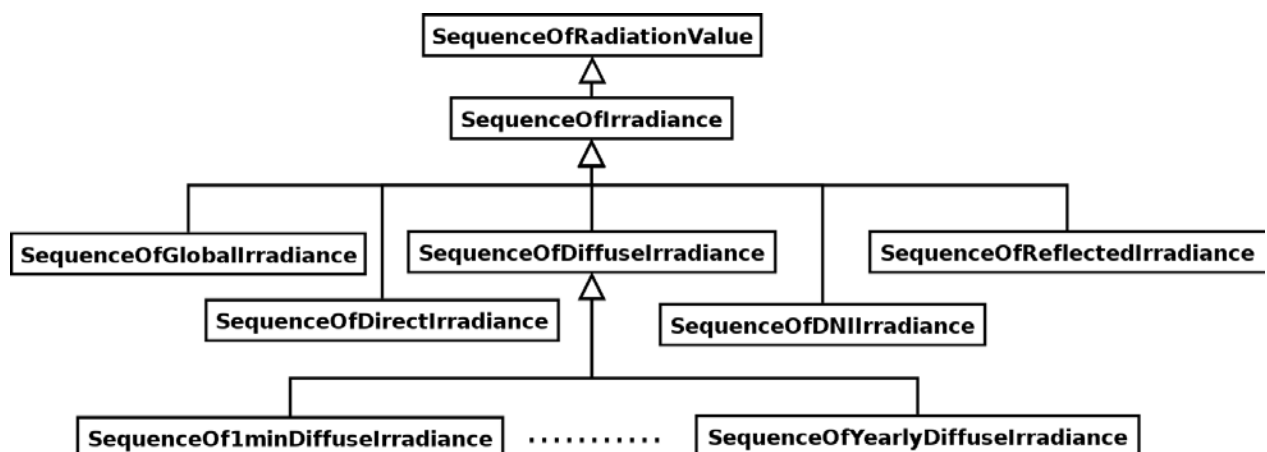 SequenceOfRadiationValue
SequenceOfIrradiance
SequenceOfGlobalIrradiance
SequenceOfDiffuseIrradiance
SequenceOfReflectedIrradiance
SequenceOfDirectIrradiance
SequenceOfDNIIrradiance
SequenceOf1minDiffuseIrradiance
SequenceOfYearlyDiffuseIrradiance